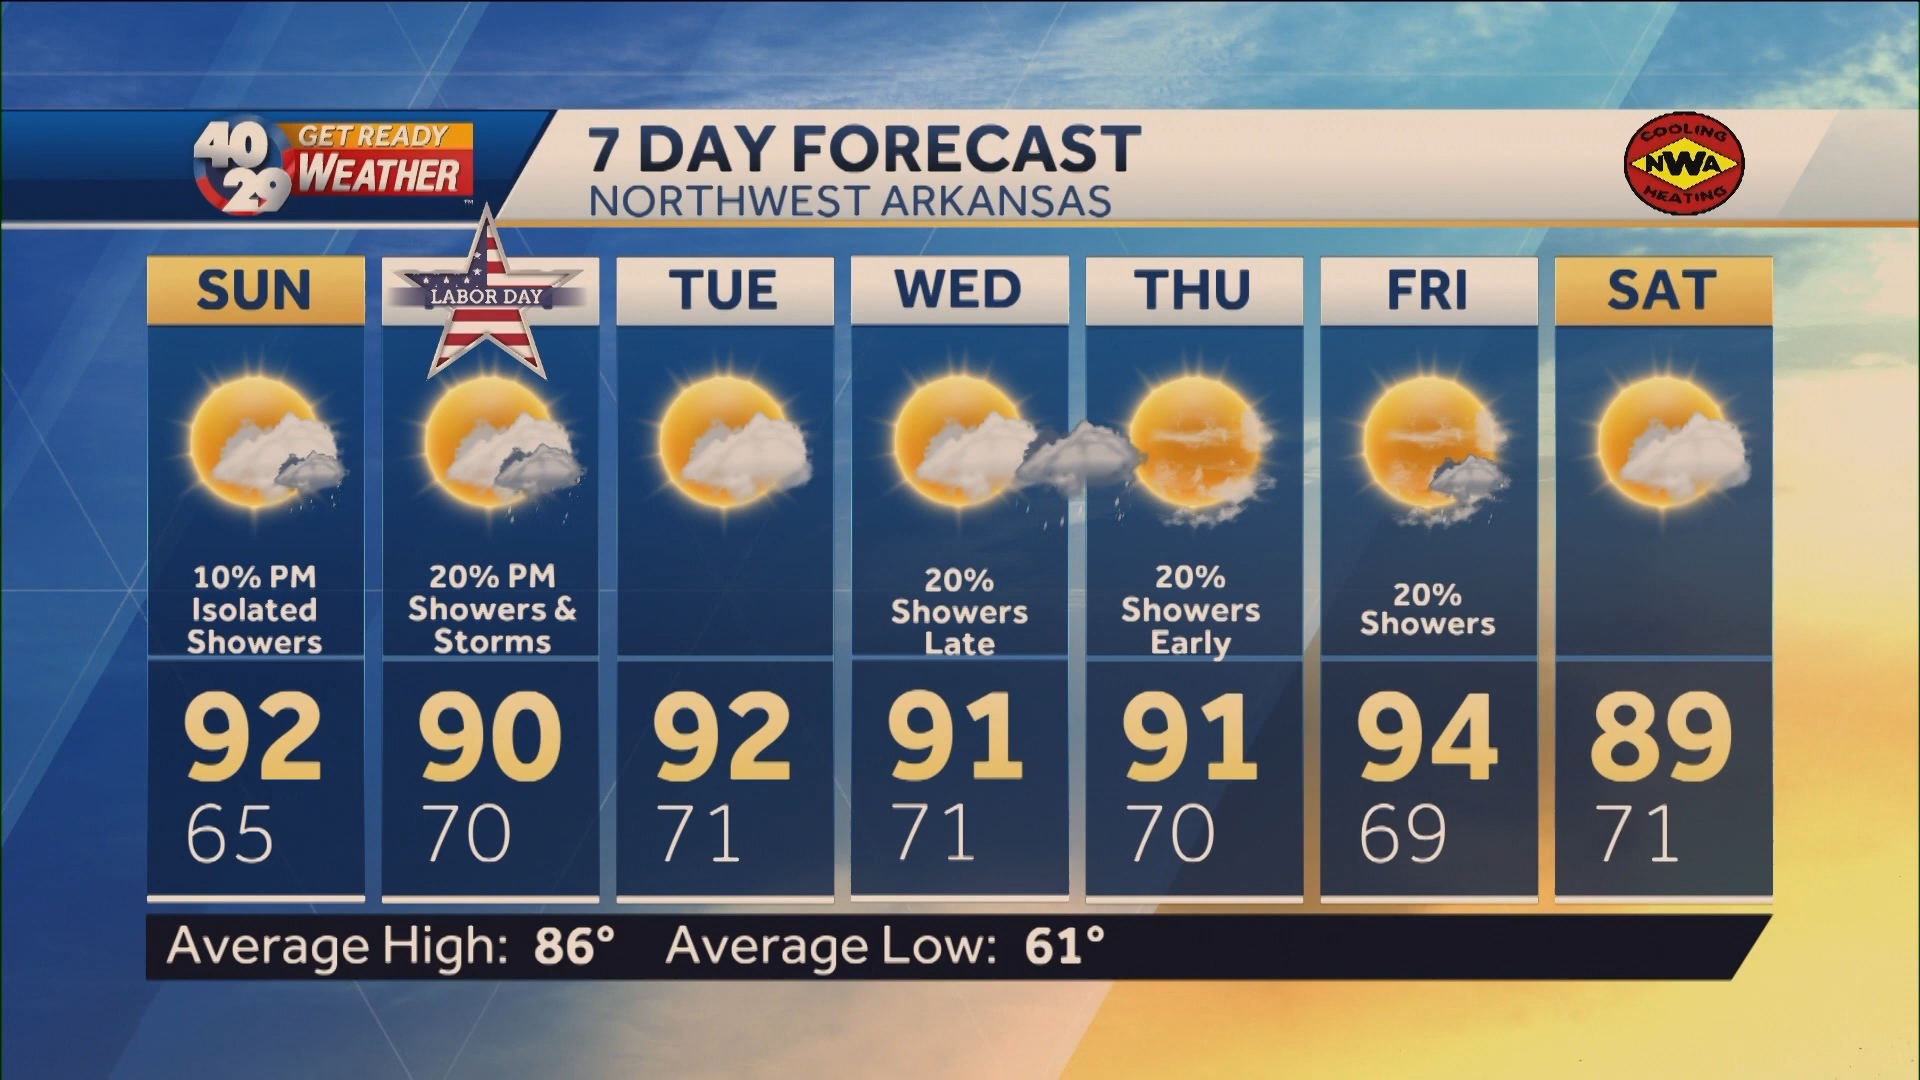 40
29
GET READY
WEATHER
™
7 DAY FORECAST
NORTHWEST ARKANSAS
COOLING
NWA
HEATING
SUN
LABOR DAY
TUE
WED
THU
FRI
SAT
10% PM
Isolated
Showers
20% PM
Showers &
Storms
20%
Showers
Late
20%
Showers
Early
20%
Showers
92
90
92
91
91
94
89
65
70
71
71
70
69
71
Average High: 86° Average Low: 61°